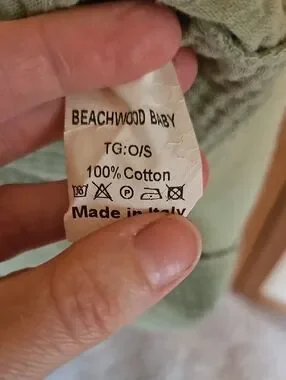 BEACHWOOD BABY
TG:O/S
100% Cotton
Made in Italy